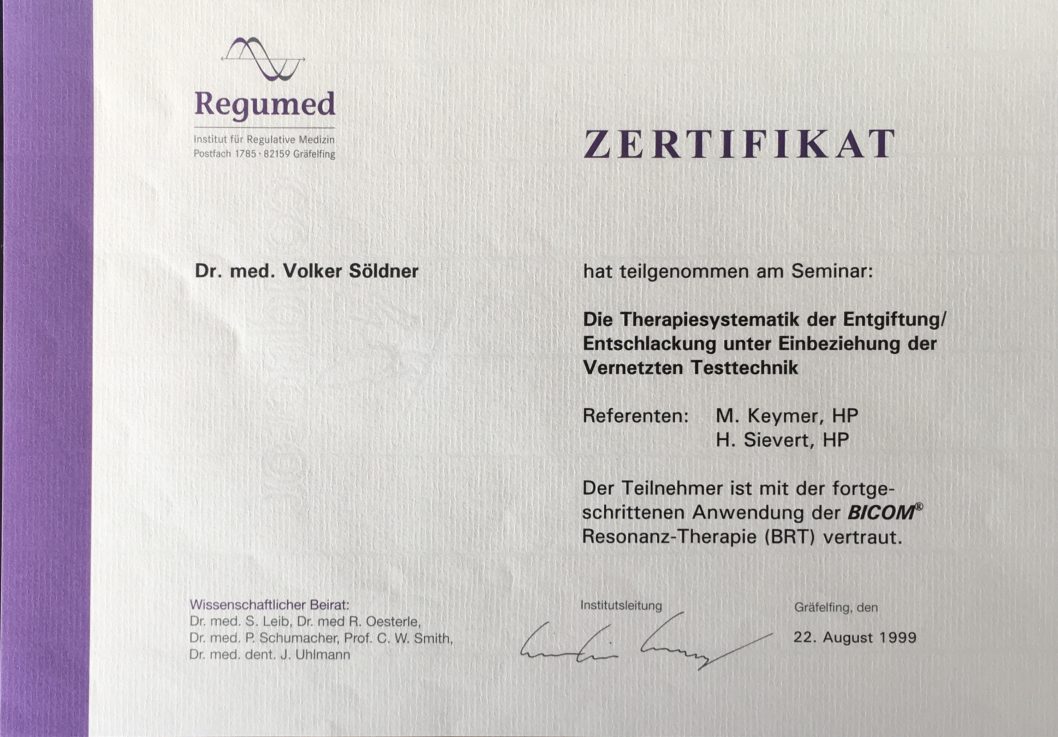 Regumed
Institut für Regulative Medizin
Postfach 1785 · 82159 Gräfelfing
ZERTIFIKAT
Dr. med. Volker Söldner
hat teilgenommen am Seminar:
Die Therapiesystematik der Entgiftung/
Entschlackung unter Einbeziehung der
Vernetzten Testtechnik
Referenten: M. Keymer, HP
H. Sievert, HP
Der Teilnehmer ist mit der fortge-
schrittenen Anwendung der BICOM®
Resonanz-Therapie (BRT) vertraut.
Wissenschaftlicher Beirat:
Dr. med. S. Leib, Dr. med R. Oesterle,
Dr. med. P. Schumacher, Prof. C. W. Smith,
Dr. med. dent. J. Uhlmann
Institutsleitung
Gräfelfing, den
22. August 1999